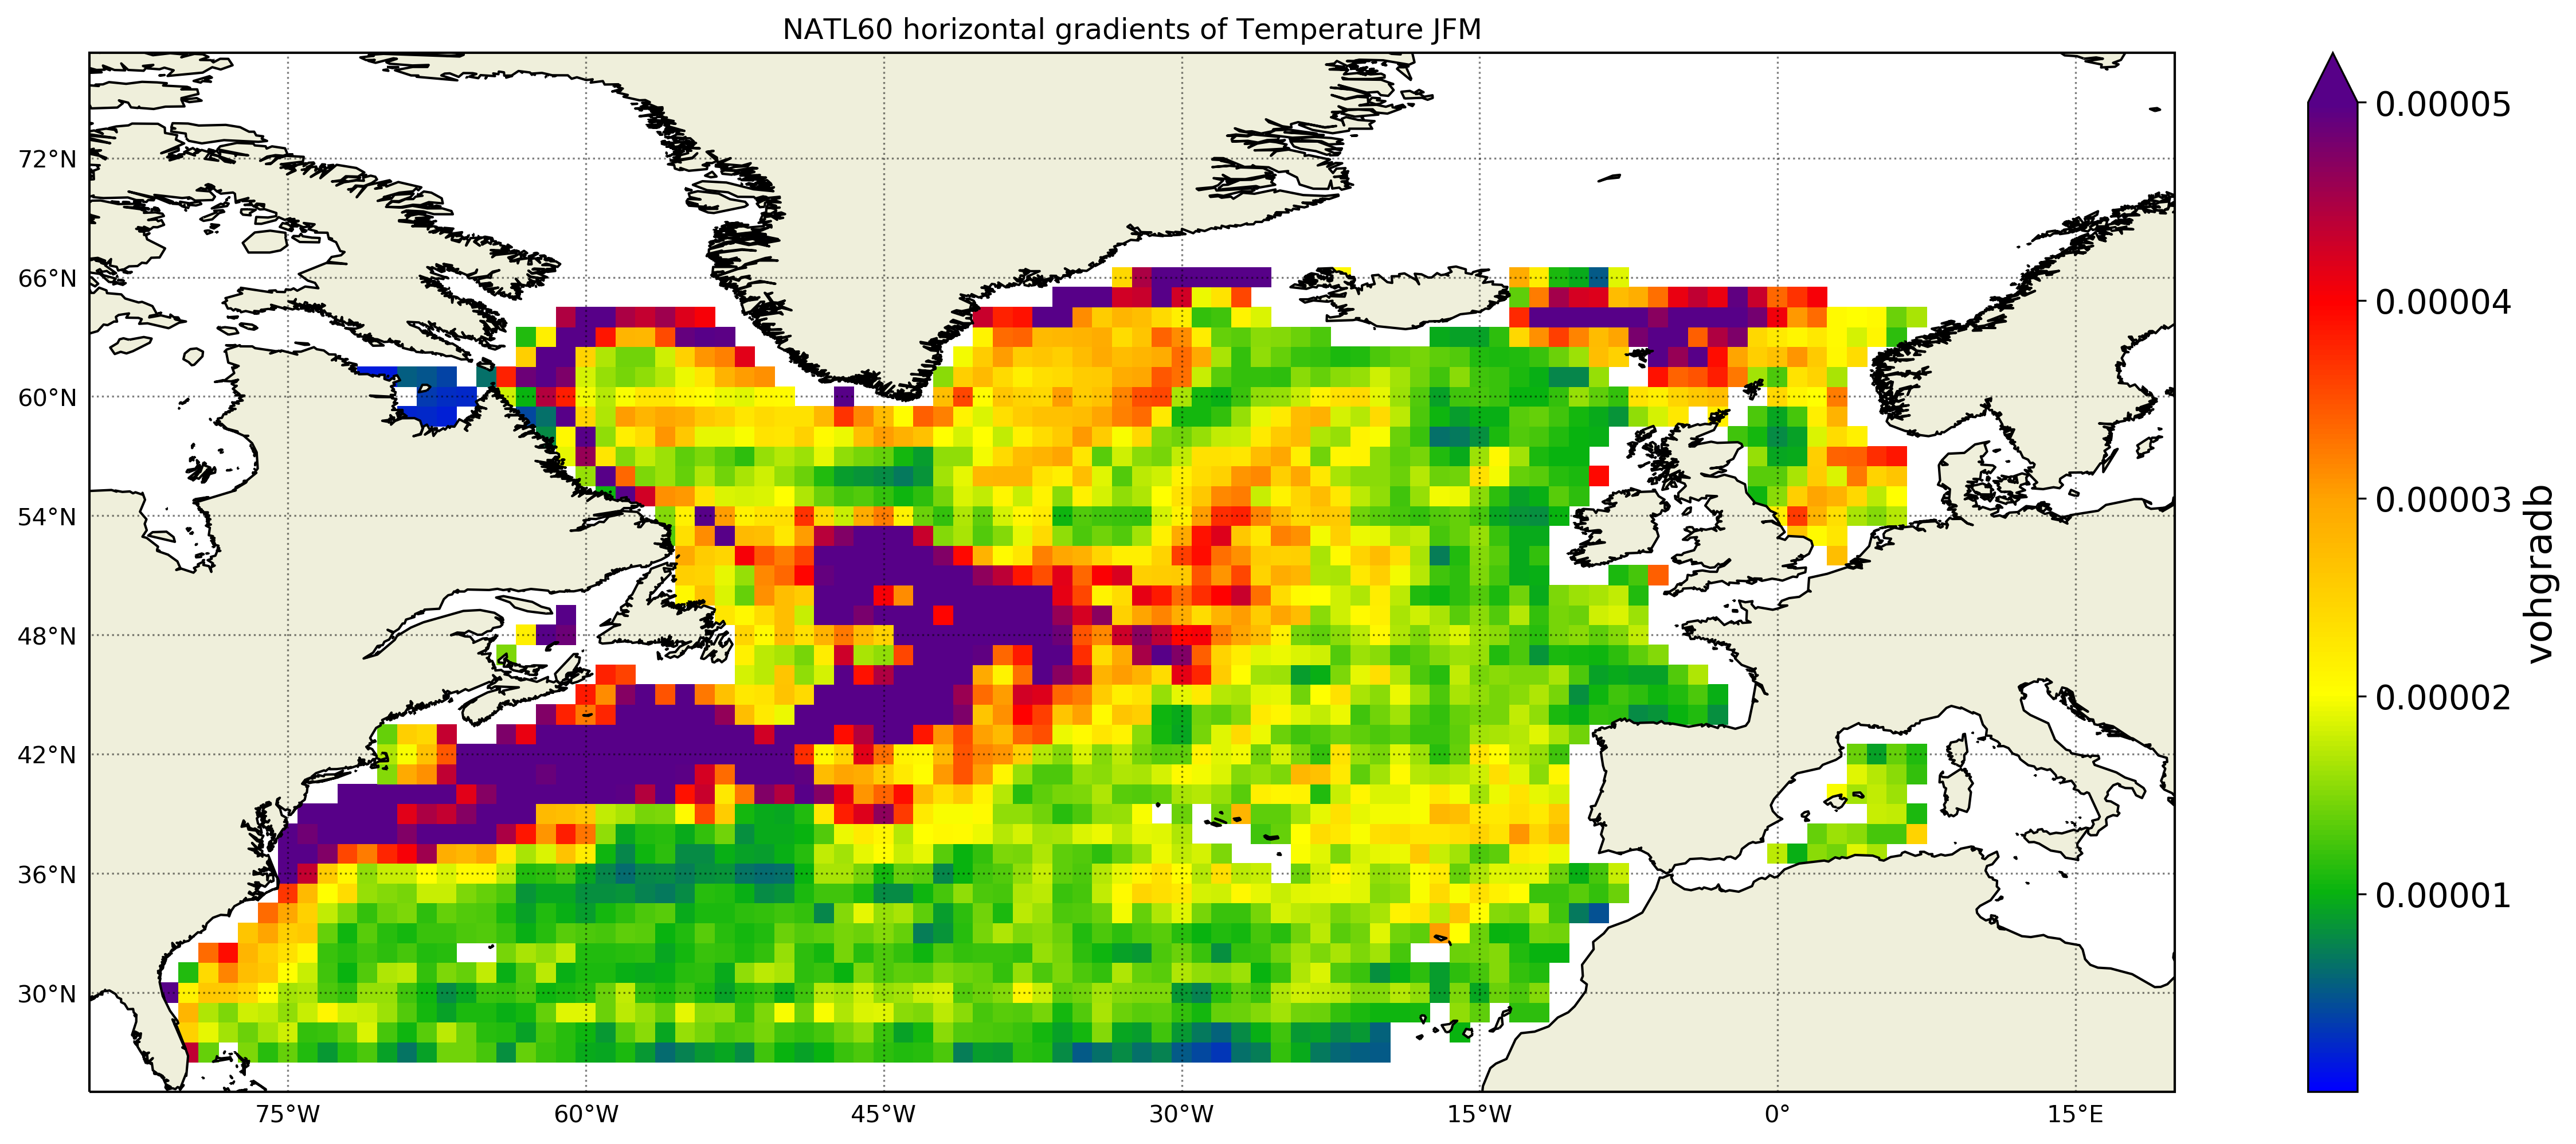 NATL60 horizontal gradients of Temperature JFM
72°N
66°N
60°N
54°N
48°N
42°N
36°N
30°N
75°W
60°W
45°W
30°W
15°W
0°
15°E
0.00005
0.00004
0.00003
0.00002
0.00001
vohgradb